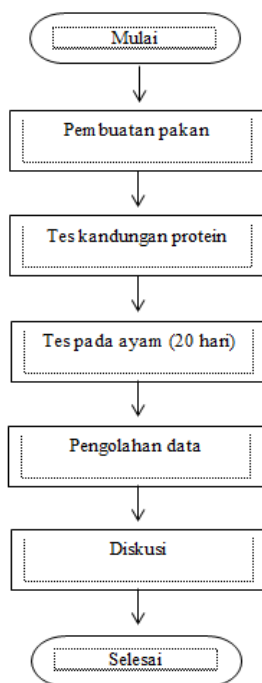 Mulai
Pembuatan pakan
Tes kandungan protein
Tes pada ayam (20 hari)
Pengolahan data
Diskusi
Selesai